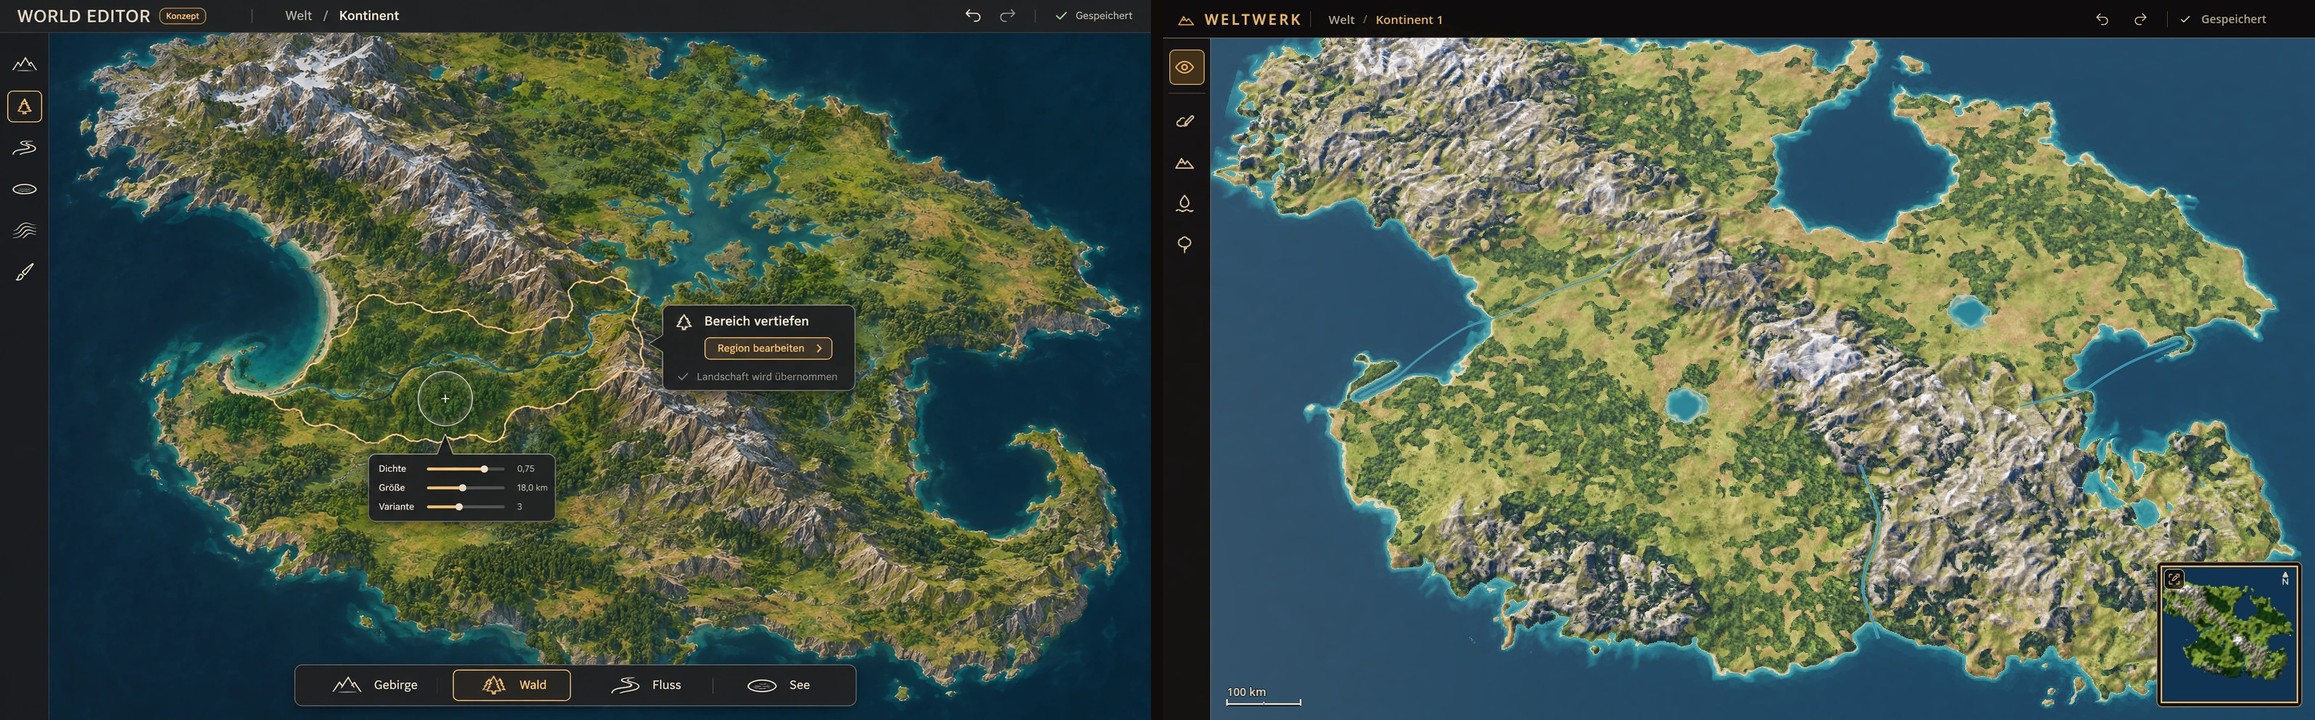 WORLD EDITOR Konzept Welt / Kontinent Gespeichert
Bereich vertiefen
Region bearbeiten
Landschaft wird übernommen
Dichte 0,75
Größe 18,0 km
Variante 3
Gebirge Wald Fluss See
WELTWERK Welt / Kontinent 1 Gespeichert
100 km
N